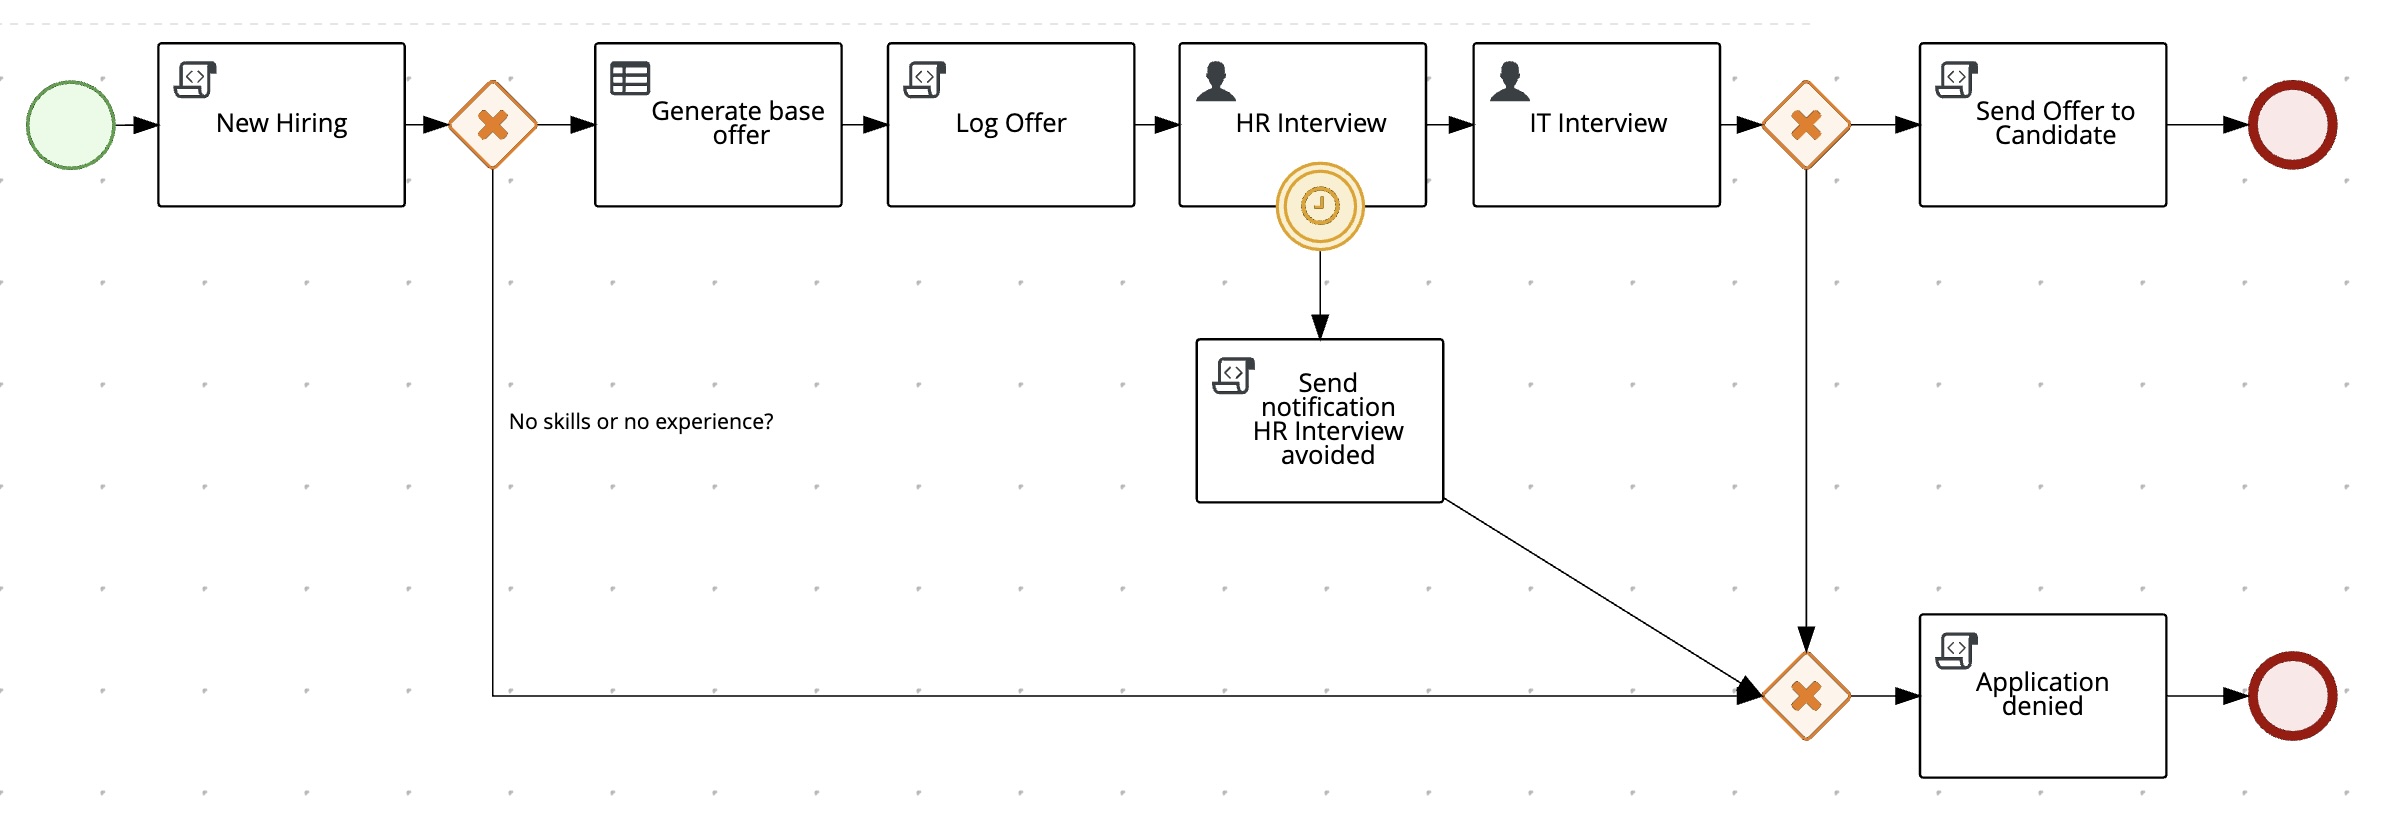 New Hiring
Generate base
offer
Log Offer
HR Interview
IT Interview
Send Offer to
Candidate
No skills or no experience?
Send
notification
HR Interview
avoided
Application
denied